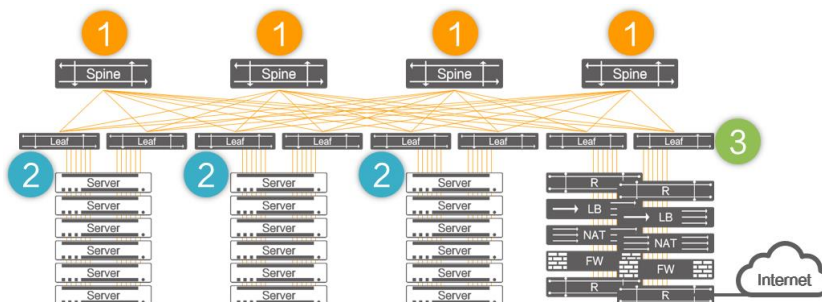 1 1 1 1
Spine Spine Spine Spine
Leaf Leaf Leaf Leaf Leaf Leaf Leaf Leaf 3
2 2 2
Server Server Server R
R
Server Server Server LB
LB
Server Server Server NAT
NAT
Server Server Server FW
FW
Internet
Server Server Server R
Server Server Server R